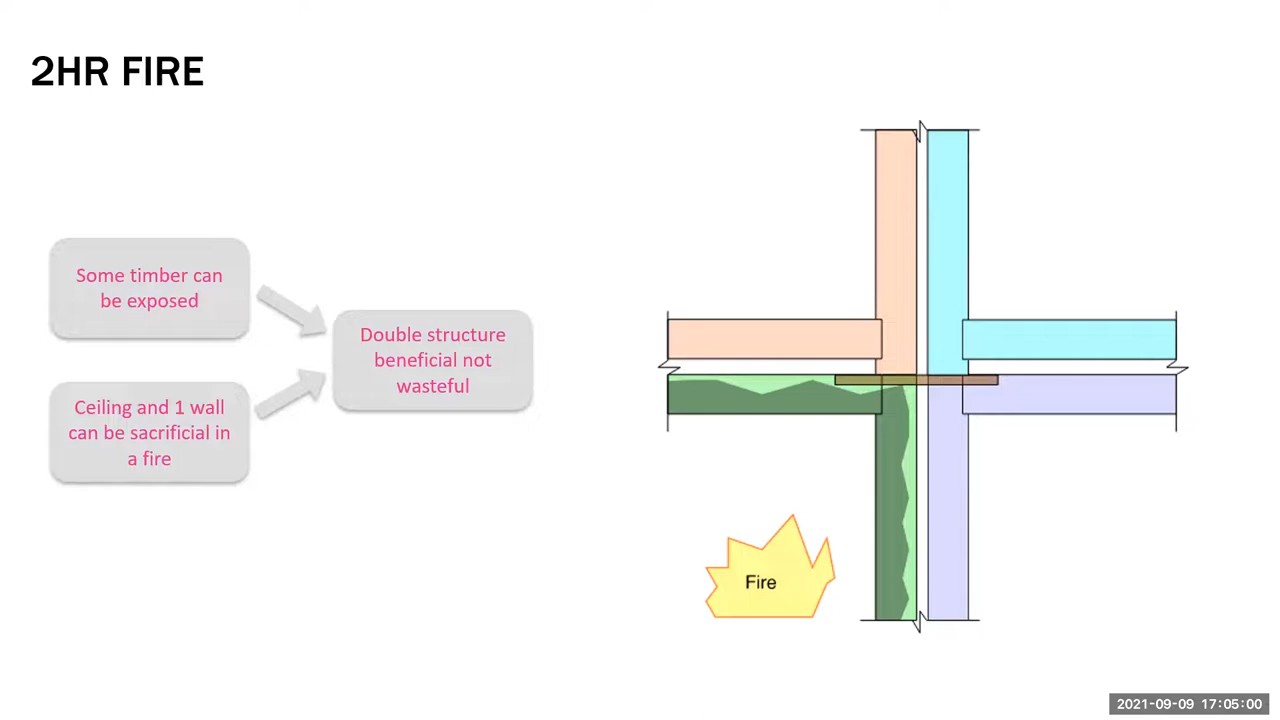 2HR FIRE
Some timber can
be exposed
Ceiling and 1 wall
can be sacrificial in
a fire
Double structure
beneficial not
wasteful
Fire
2021-09-09 17:05:00